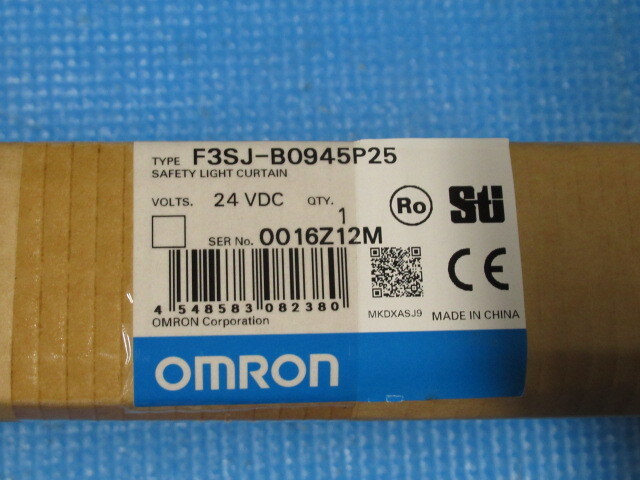 TYPE F3SJ-B0945P25
SAFETY LIGHT CURTAIN
VOLTS. 24 VDC QTY. 1
Ro Sti
SER No. 0016Z12M
CE
4 548583 082380
OMRON Corporation
MKDXASJ9 MADE IN CHINA
OMRON